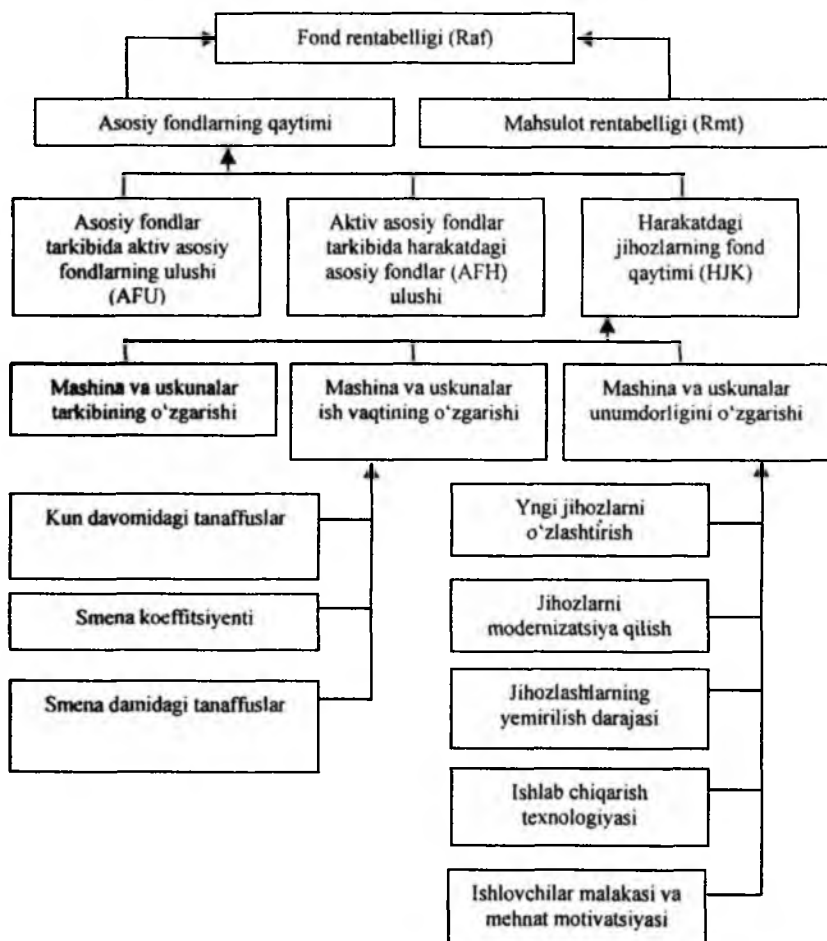 Fond rentabelligi (Raf)
Asosiy fondlarning qaytimi
Mahsulot rentabelligi (Rmt)
Asosiy fondlar
tarkibida aktiv asosiy
fondlarning ulushi
(AFU)
Aktiv asosiy fondlar
tarkibida harakatdagi
asosiy fondlar (AFH)
ulushi
Harakatdagi
jihozlarning fond
qaytimi (HJK)
Mashina va uskunalar
tarkibining o‘zgarishi
Mashina va uskunalar
ish vaqtining o‘zgarishi
Mashina va uskunalar
unumdorligini o‘zgarishi
Kun davomidagi tanaffuslar
Smena koeffitsiyenti
Smena damidagi tanaffuslar
Yngi jihozlarni
o‘zlashtirish
Jihozlarni
modernizatsiya qilish
Jihozlashlarning
yemirilish darajasi
Ishlab chiqarish
texnologiyasi
Ishlovchilar malakasi va
mehnat motivatsiyasi